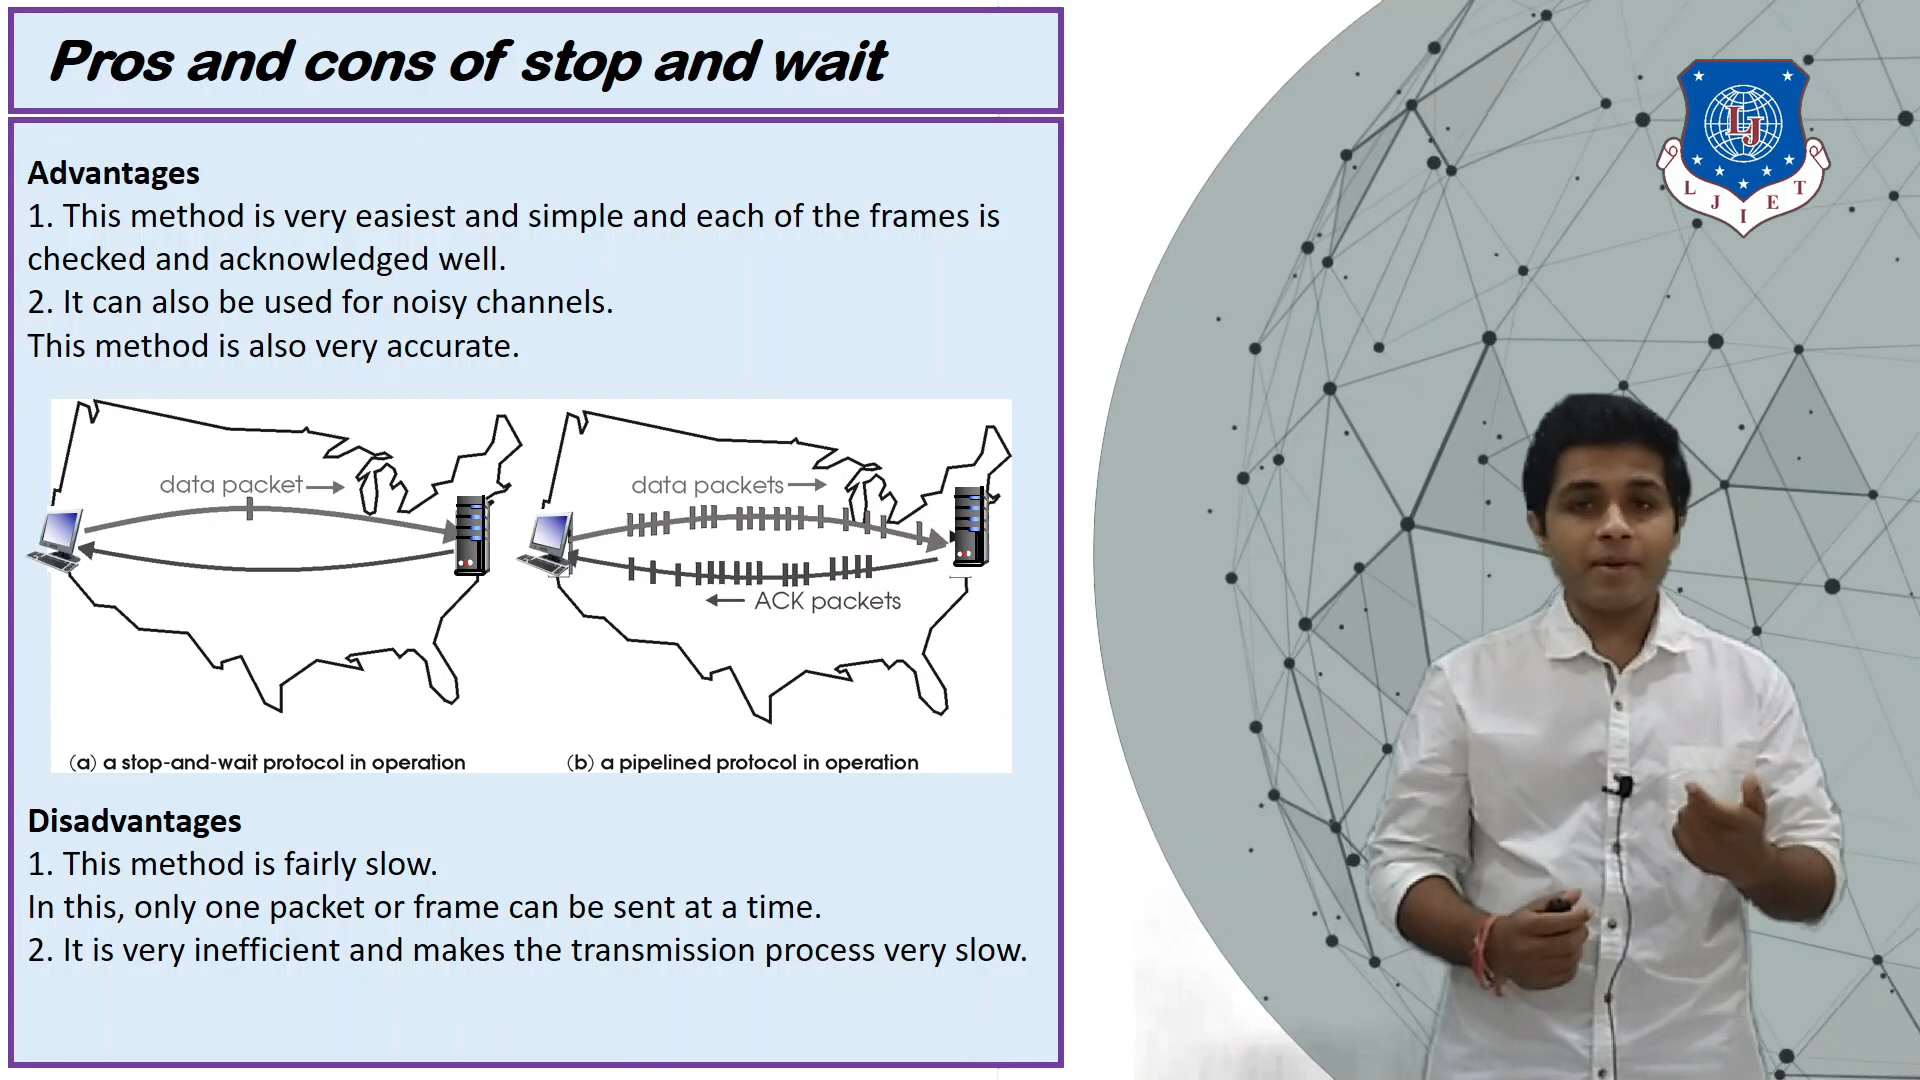 Pros and cons of stop and wait
Advantages
1. This method is very easiest and simple and each of the frames is
checked and acknowledged well.
2. It can also be used for noisy channels.
This method is also very accurate.
data packet
data packets
ACK packets
(a) a stop-and-wait protocol in operation
(b) a pipelined protocol in operation
Disadvantages
1. This method is fairly slow.
In this, only one packet or frame can be sent at a time.
2. It is very inefficient and makes the transmission process very slow.
LJ
L J I E T